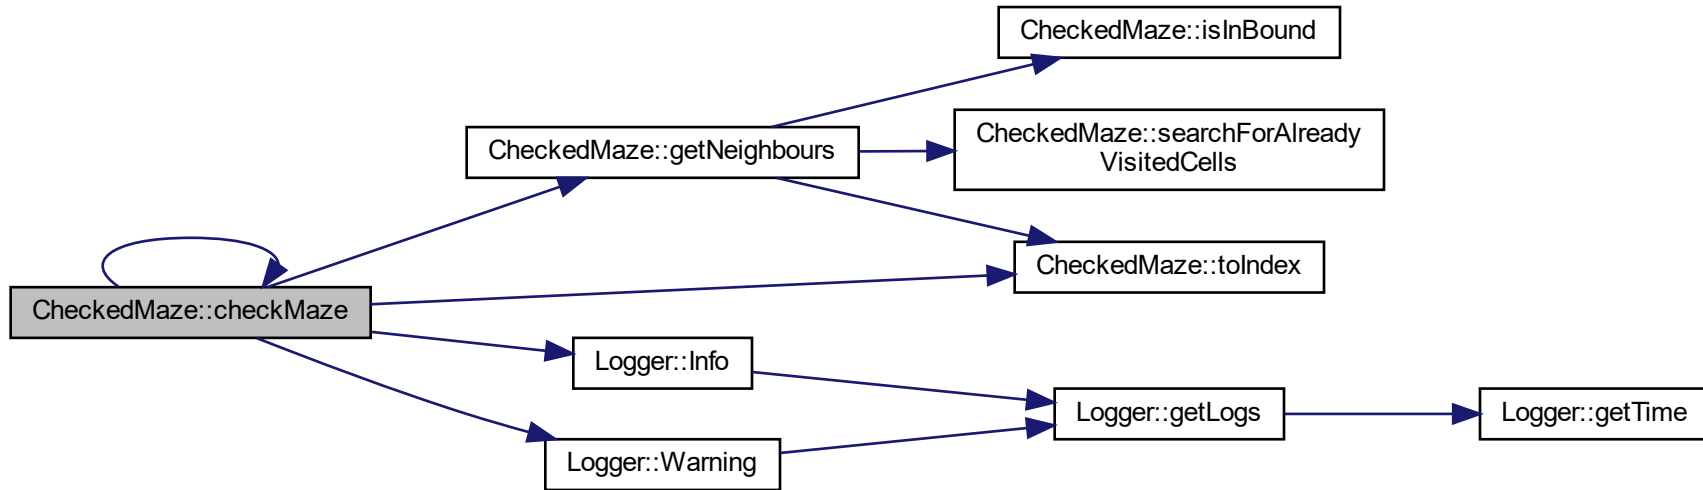 CheckedMaze::isInBound
CheckedMaze::searchForAlready
VisitedCells
CheckedMaze::getNeighbours
CheckedMaze::toIndex
CheckedMaze::checkMaze
Logger::Info
Logger::getLogs
Logger::getTime
Logger::Warning